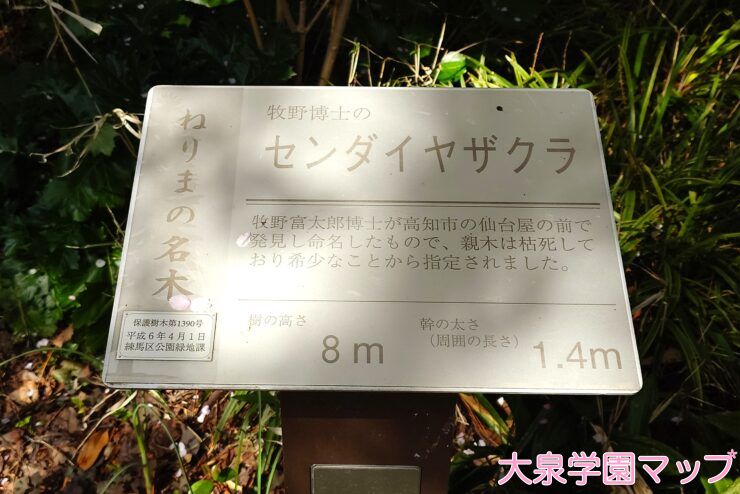 ねりまの名木
牧野博士の
センダイヤザクラ
牧野富太郎博士が高知市の仙台屋の前で
発見し命名したもので、親木は枯死して
おり希少なことから指定されました。
樹の高さ
8m
幹の太さ
(周囲の長さ)
1.4m
保護樹木第1390号
平成6年4月1日
練馬区公園緑地課
大泉学園マップ